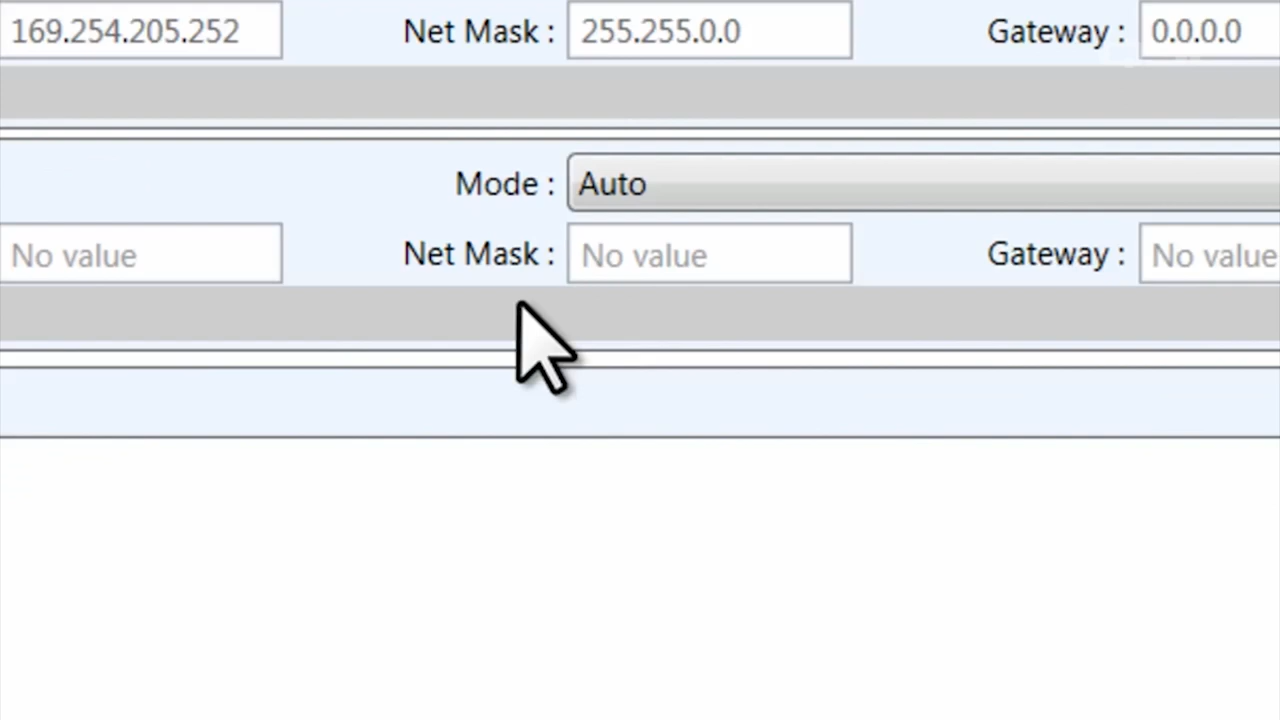 169.254.205.252 Net Mask : 255.255.0.0 Gateway : 0.0.0.0
Mode : Auto
No value Net Mask : No value Gateway : No value